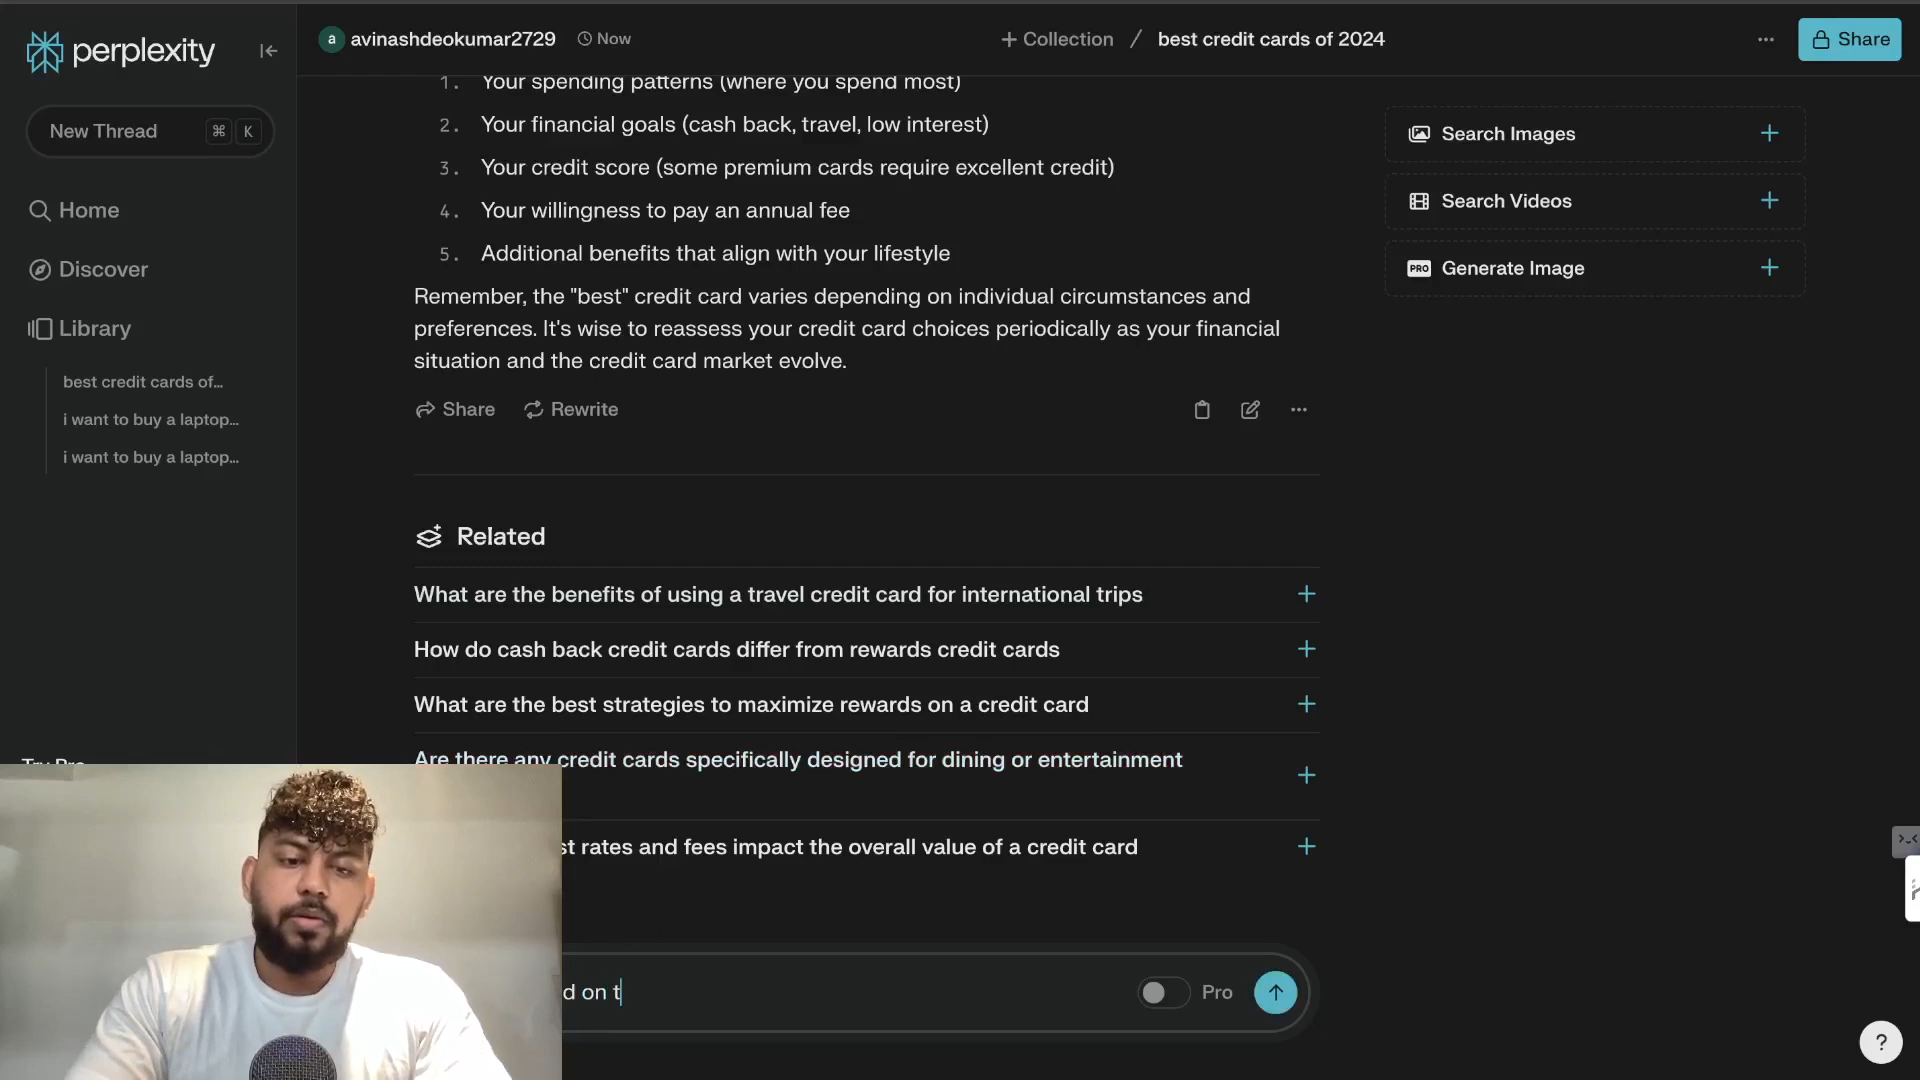 perplexity
New Thread
⌘ K
Home
Discover
Library
best credit cards of...
i want to buy a laptop...
i want to buy a laptop...
a avinashdeokumar2729 Now
+ Collection / best credit cards of 2024
Share
1. Your spending patterns (where you spend most)
2. Your financial goals (cash back, travel, low interest)
3. Your credit score (some premium cards require excellent credit)
4. Your willingness to pay an annual fee
5. Additional benefits that align with your lifestyle
Remember, the "best" credit card varies depending on individual circumstances and
preferences. It's wise to reassess your credit card choices periodically as your financial
situation and the credit card market evolve.
Share Rewrite
Related
What are the benefits of using a travel credit card for international trips
How do cash back credit cards differ from rewards credit cards
What are the best strategies to maximize rewards on a credit card
Are there any credit cards specifically designed for dining or entertainment
rates and fees impact the overall value of a credit card
on t
Pro
Search Images
Search Videos
PRO Generate Image
Try Pro
?